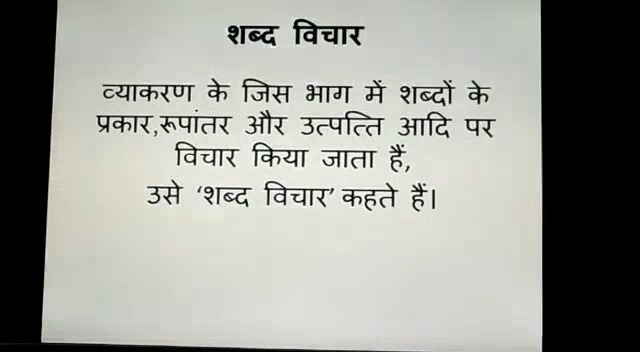 शब्द विचार
व्याकरण के जिस भाग में शब्दों के
प्रकार,रूपांतर और उत्पत्ति आदि पर
विचार किया जाता हैं,
उसे ‘शब्द विचार’ कहते हैं।